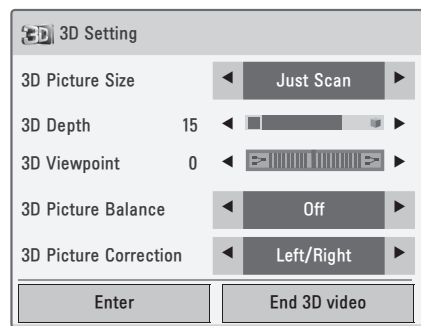 3D 3D Setting
3D Picture Size Just Scan
3D Depth 15
3D Viewpoint 0
3D Picture Balance Off
3D Picture Correction Left/Right
Enter End 3D video